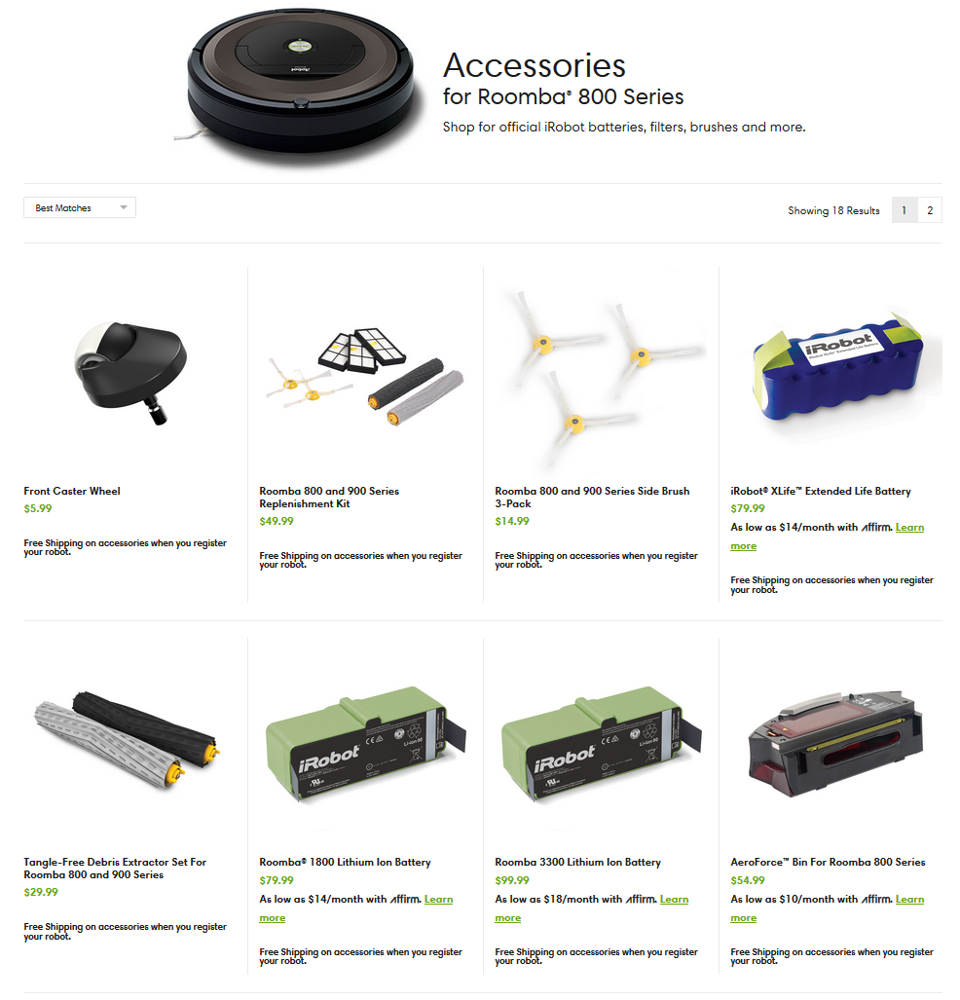 Accessories
for Roomba® 800 Series
Shop for official iRobot batteries, filters, brushes and more.
Best Matches
Showing 18 Results
1
2
iRobot
Front Caster Wheel
$5.99
Free Shipping on accessories when you register
your robot.
Roomba 800 and 900 Series
Replenishment Kit
$49.99
Free Shipping on accessories when you register
your robot.
Roomba 800 and 900 Series Side Brush
3-Pack
$14.99
Free Shipping on accessories when you register
your robot.
iRobot® XLife™ Extended Life Battery
$79.99
As low as $14/month with affirm. Learn
more
Free Shipping on accessories when you register
your robot.
iRobot
Li-Ion
iRobot
Li-Ion
Tangle-Free Debris Extractor Set For
Roomba 800 and 900 Series
$29.99
Free Shipping on accessories when you register
your robot.
Roomba® 1800 Lithium Ion Battery
$79.99
As low as $14/month with affirm. Learn
more
Free Shipping on accessories when you register
your robot.
Roomba 3300 Lithium Ion Battery
$99.99
As low as $18/month with affirm. Learn
more
Free Shipping on accessories when you register
your robot.
AeroForce™ Bin For Roomba 800 Series
$54.99
As low as $10/month with affirm. Learn
more
Free Shipping on accessories when you register
your robot.